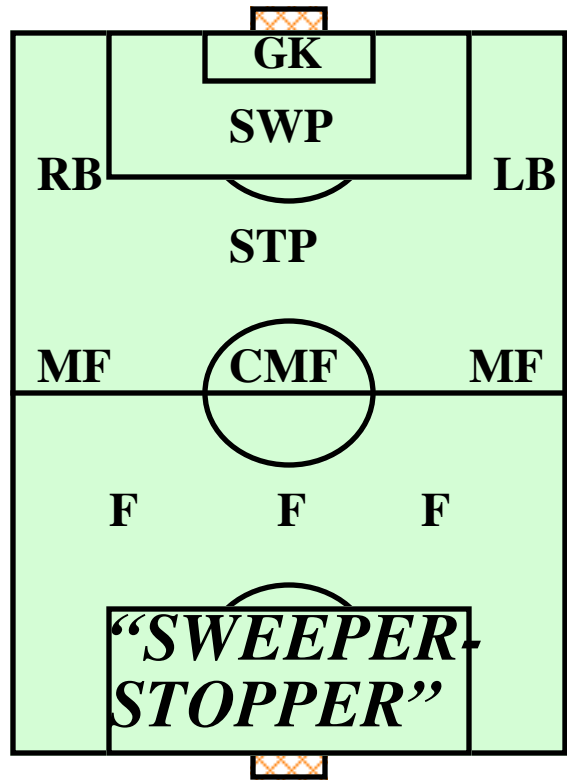 GK
SWP
RB LB
STP
MF CMF MF
F F F
“SWEEPER-
STOPPER”